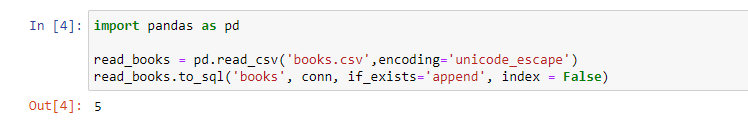 In [4]: import pandas as pd
read_books = pd.read_csv('books.csv',encoding='unicode_escape')
read_books.to_sql('books', conn, if_exists='append', index = False)
Out[4]: 5